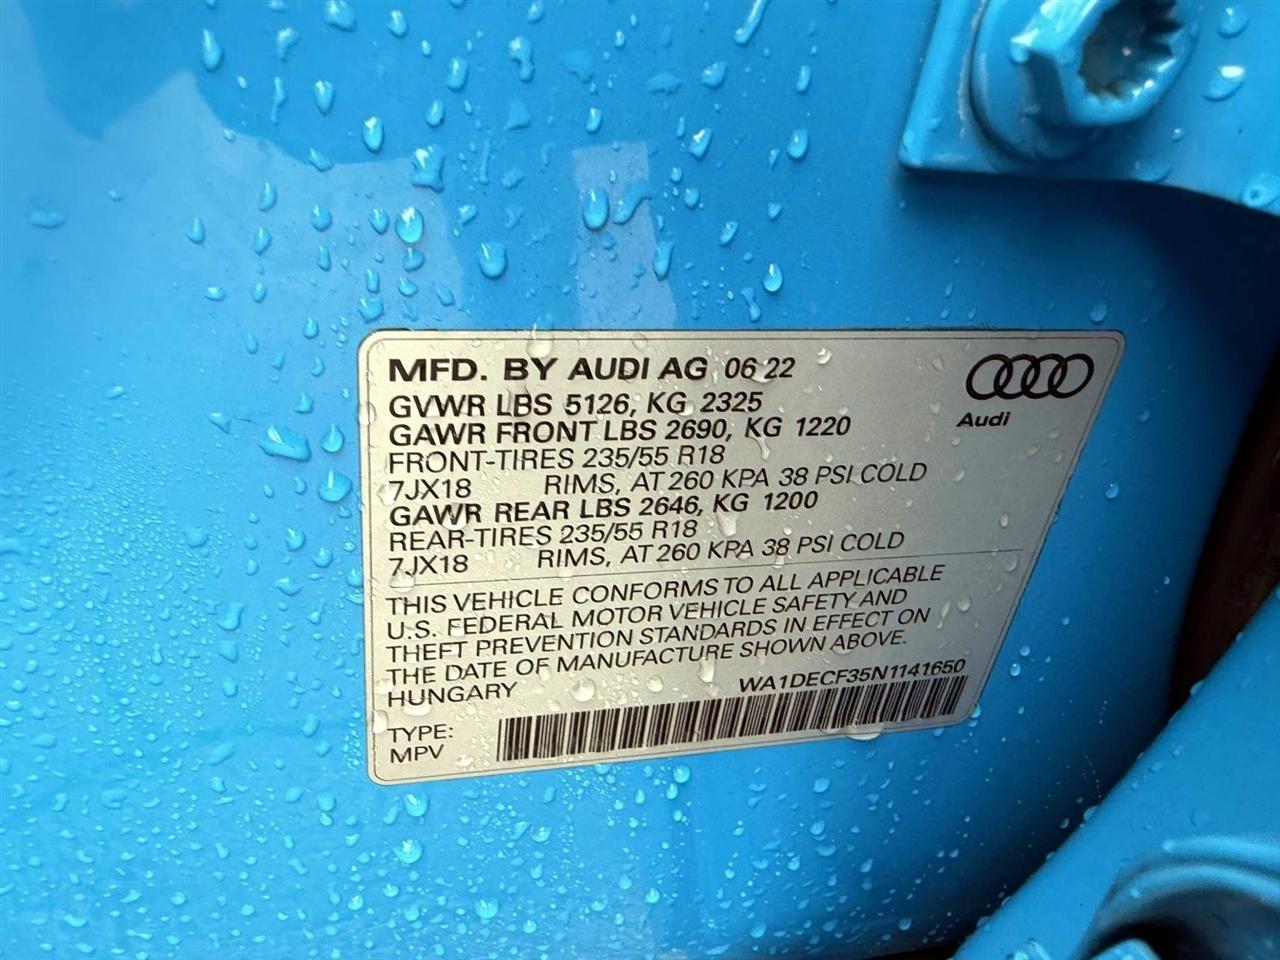 MFD. BY AUDI AG 06 22
GVWR LBS 5126, KG 2325
GAWR FRONT LBS 2690, KG 1220
FRONT-TIRES 235/55 R18
7JX18 RIMS, AT 260 KPA 38 PSI COLD
GAWR REAR LBS 2646, KG 1200
REAR-TIRES 235/55 R18
7JX18 RIMS, AT 260 KPA 38 PSI COLD
Audi
THIS VEHICLE CONFORMS TO ALL APPLICABLE
U.S. FEDERAL MOTOR VEHICLE SAFETY AND
THEFT PREVENTION STANDARDS IN EFFECT ON
THE DATE OF MANUFACTURE SHOWN ABOVE.
HUNGARY WA1DECF35N1141650
TYPE:
MPV